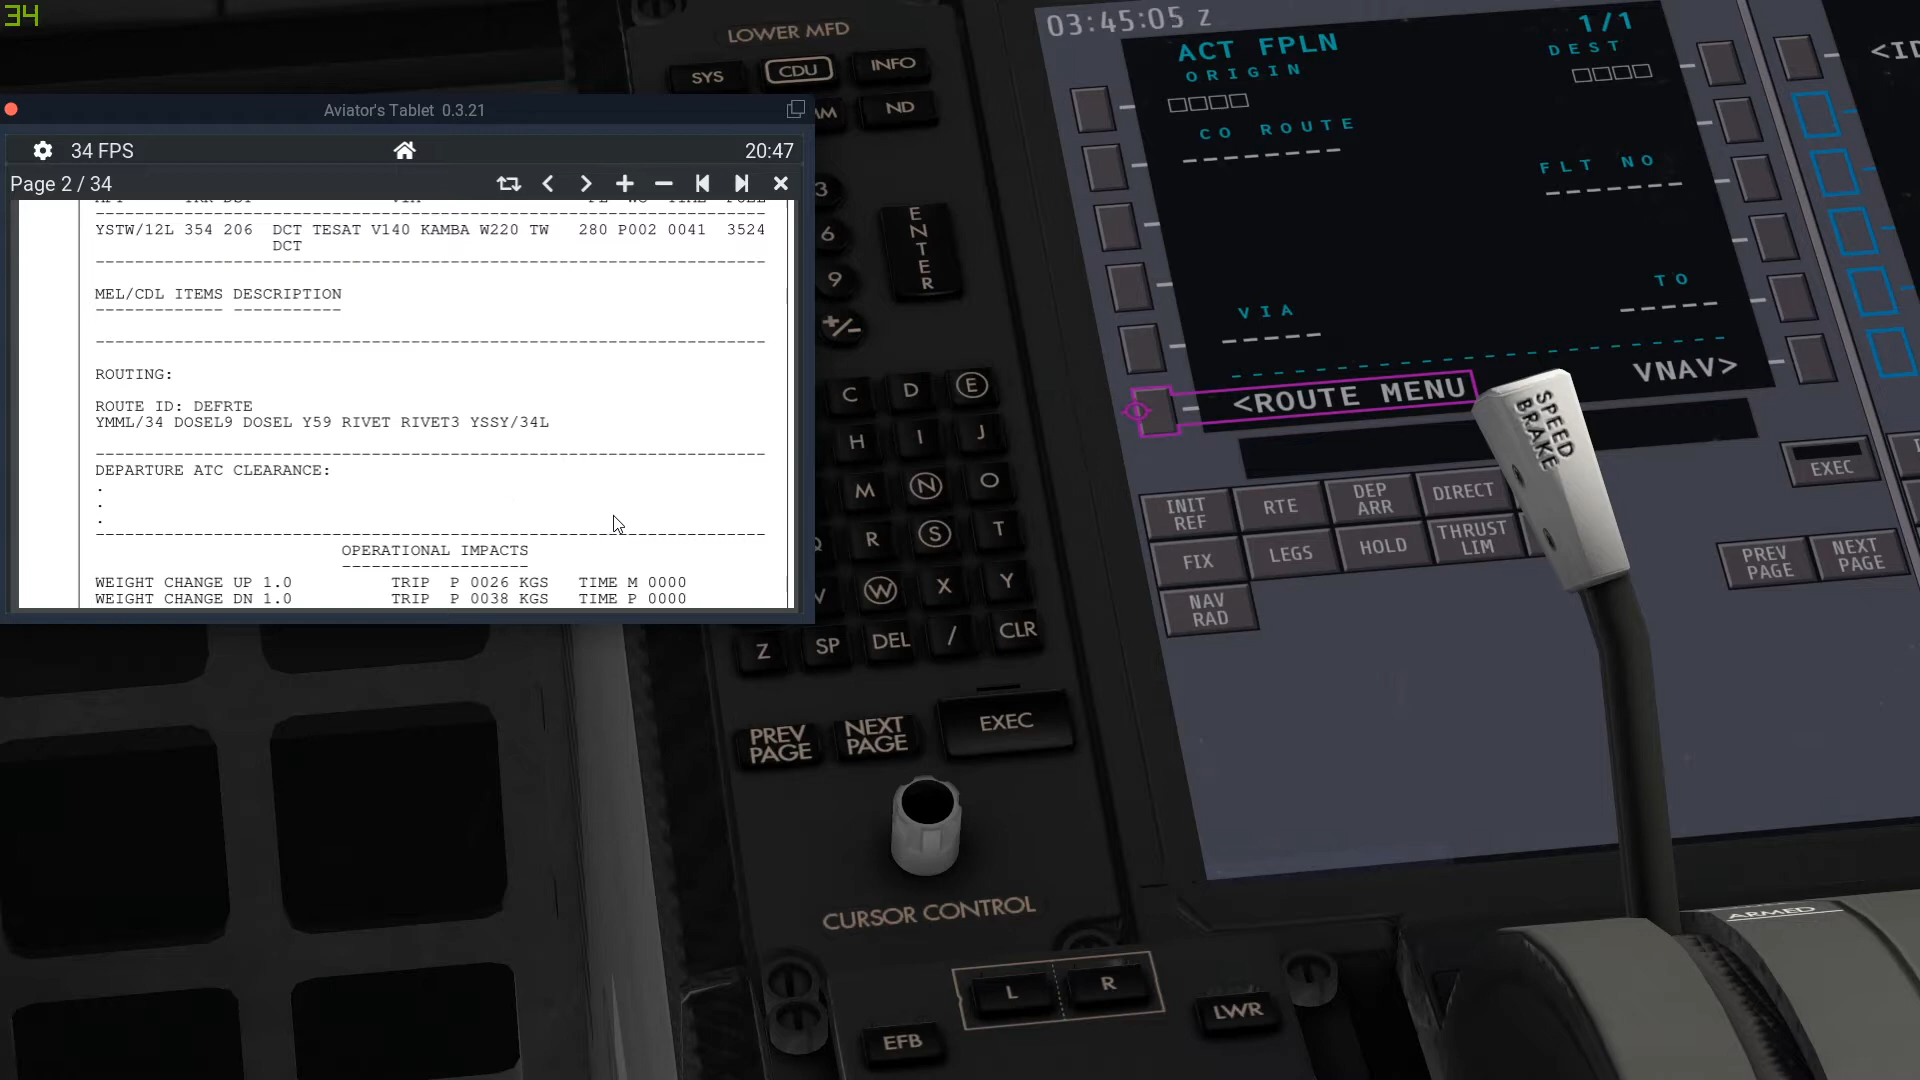 34
Aviator's Tablet 0.3.21
34 FPS
20:47
Page 2 / 34
YSTW/12L 354 206 DCT TESAT V140 KAMBA W220 TW 280 P002 0041 3524
DCT
MEL/CDL ITEMS DESCRIPTION
ROUTING:
ROUTE ID: DEFRTE
YMML/34 DOSEL9 DOSEL Y59 RIVET RIVET3 YSSY/34L
DEPARTURE ATC CLEARANCE:
.
.
.
OPERATIONAL IMPACTS
WEIGHT CHANGE UP 1.0 TRIP P 0026 KGS TIME M 0000
WEIGHT CHANGE DN 1.0 TRIP P 0038 KGS TIME P 0000
LOWER MFD
SYS
CDU
INFO
ND
3
6
9
+/-
ENTER
C
D
E
H
I
J
M
N
O
R
S
T
V
W
X
Y
Z
SP
DEL
/
CLR
PREV PAGE
NEXT PAGE
EXEC
CURSOR CONTROL
L
R
EFB
LWR
03:45:05 z
ACT FPLN
1/1
ORIGIN
DEST
CO ROUTE
FLT NO
VIA
TO
<ROUTE MENU
VNAV>
INIT REF
RTE
DEP ARR
DIRECT
FIX
LEGS
HOLD
THRUST LIM
NAV RAD
EXEC
PREV PAGE
NEXT PAGE
SPEED BRAKE
ARMED